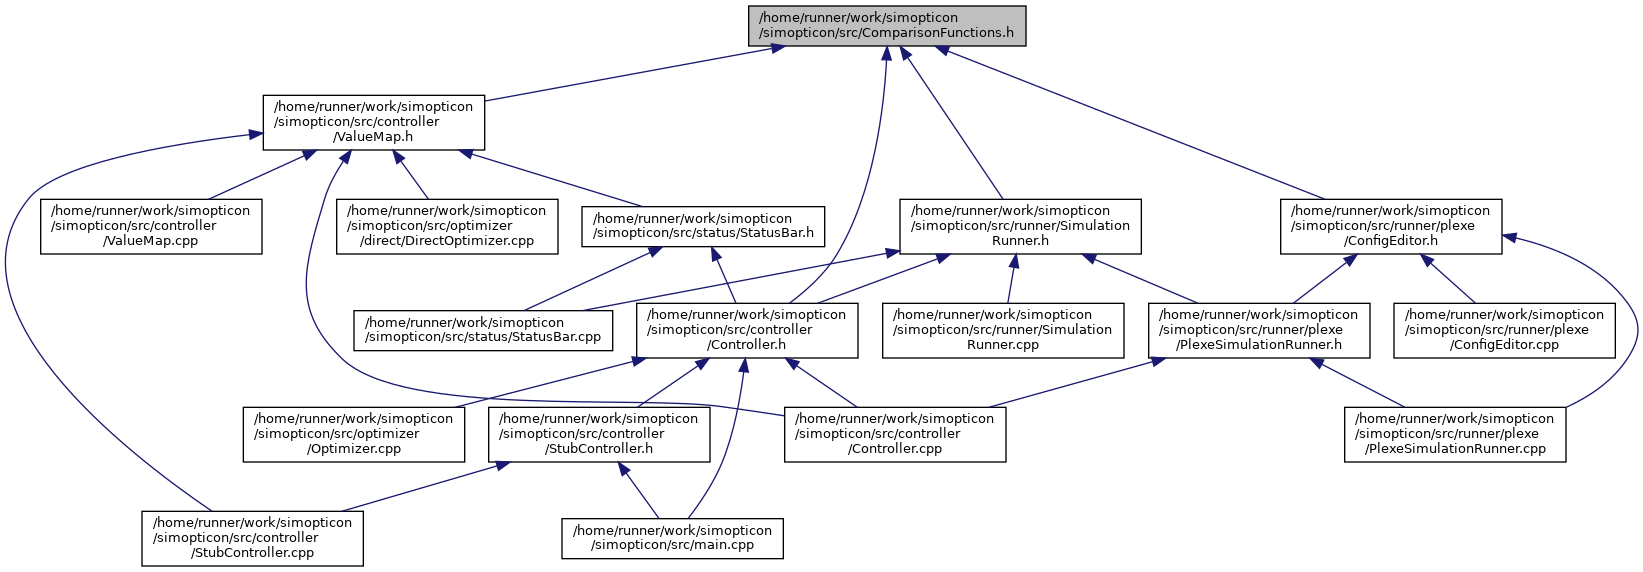 /home/runner/work/simopticon
/simopticon/src/ComparisonFunctions.h
/home/runner/work/simopticon
/simopticon/src/controller
/ValueMap.h
/home/runner/work/simopticon
/simopticon/src/controller
/ValueMap.cpp
/home/runner/work/simopticon
/simopticon/src/optimizer
/direct/DirectOptimizer.cpp
/home/runner/work/simopticon
/simopticon/src/status/StatusBar.h
/home/runner/work/simopticon
/simopticon/src/runner/Simulation
Runner.h
/home/runner/work/simopticon
/simopticon/src/runner/plexe
/ConfigEditor.h
/home/runner/work/simopticon
/simopticon/src/status/StatusBar.cpp
/home/runner/work/simopticon
/simopticon/src/controller
/Controller.h
/home/runner/work/simopticon
/simopticon/src/runner/Simulation
Runner.cpp
/home/runner/work/simopticon
/simopticon/src/runner/plexe
/PlexeSimulationRunner.h
/home/runner/work/simopticon
/simopticon/src/runner/plexe
/ConfigEditor.cpp
/home/runner/work/simopticon
/simopticon/src/optimizer
/Optimizer.cpp
/home/runner/work/simopticon
/simopticon/src/controller
/StubController.h
/home/runner/work/simopticon
/simopticon/src/controller
/Controller.cpp
/home/runner/work/simopticon
/simopticon/src/runner/plexe
/PlexeSimulationRunner.cpp
/home/runner/work/simopticon
/simopticon/src/controller
/StubController.cpp
/home/runner/work/simopticon
/simopticon/src/main.cpp